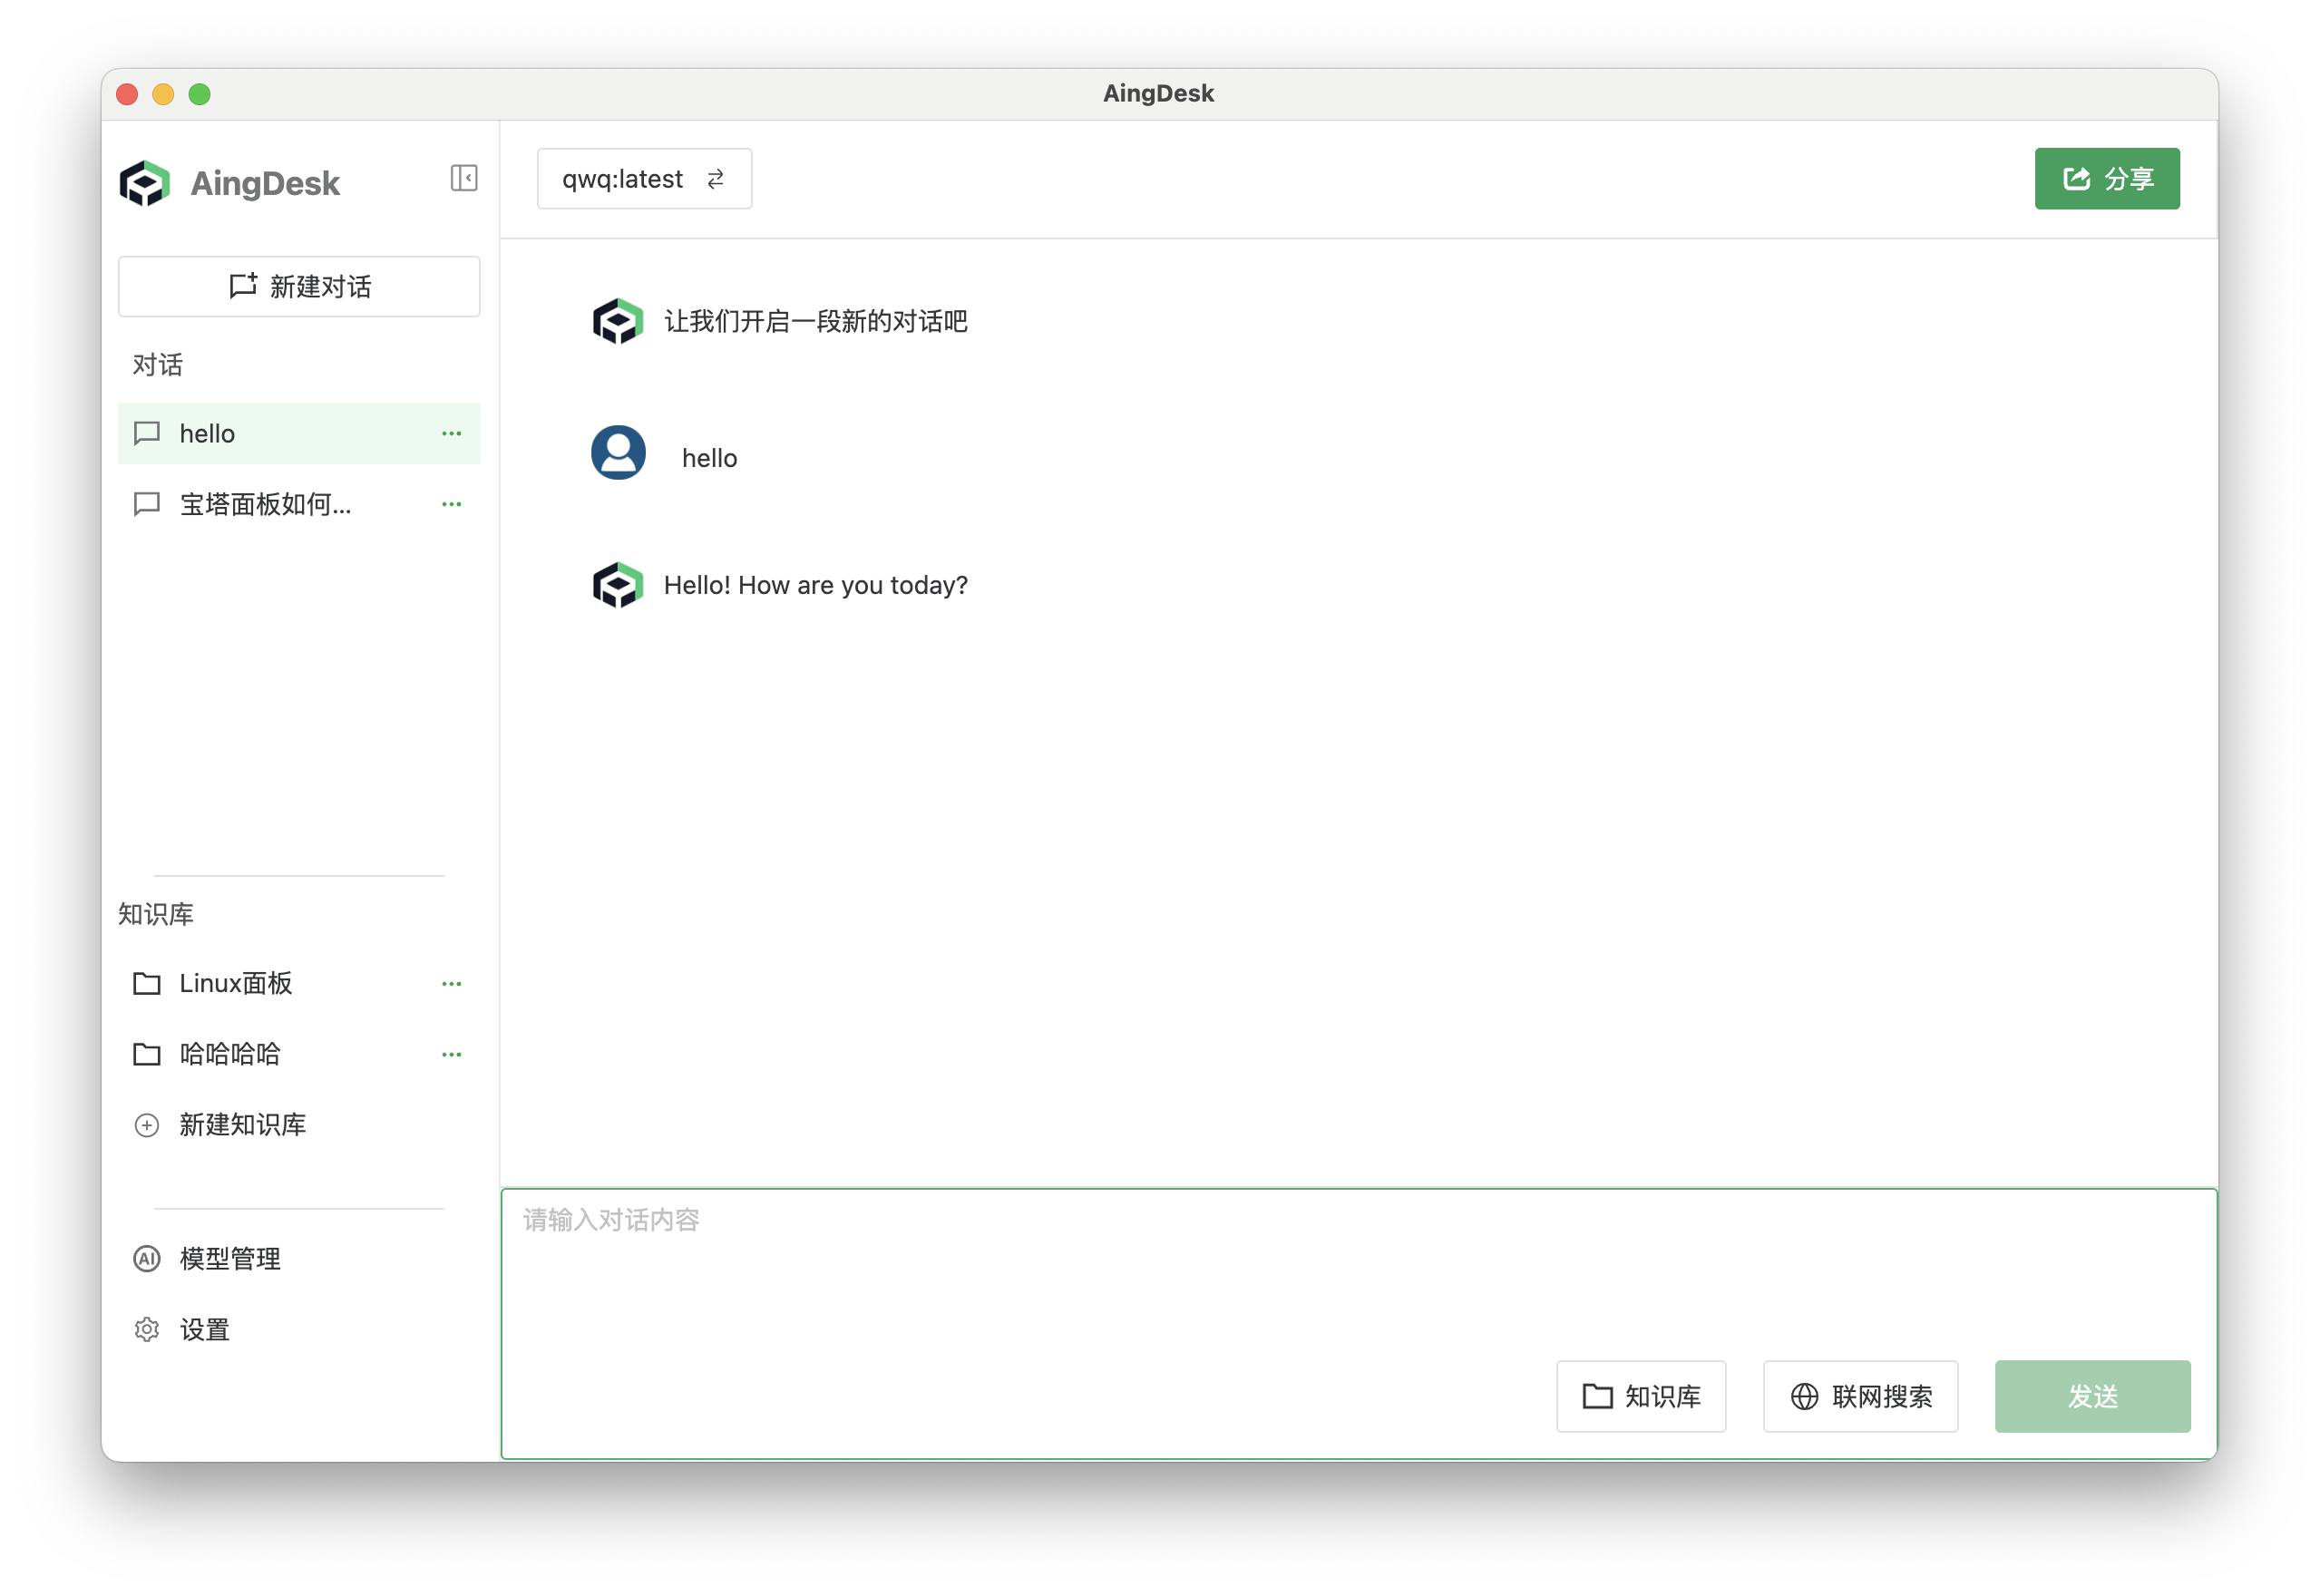 AingDesk
AingDesk
新建对话
对话
hello
宝塔面板如何...
知识库
Linux面板
哈哈哈哈
新建知识库
AI 模型管理
设置
qwq:latest
分享
让我们开启一段新的对话吧
hello
Hello! How are you today?
请输入对话内容
知识库
联网搜索
发送